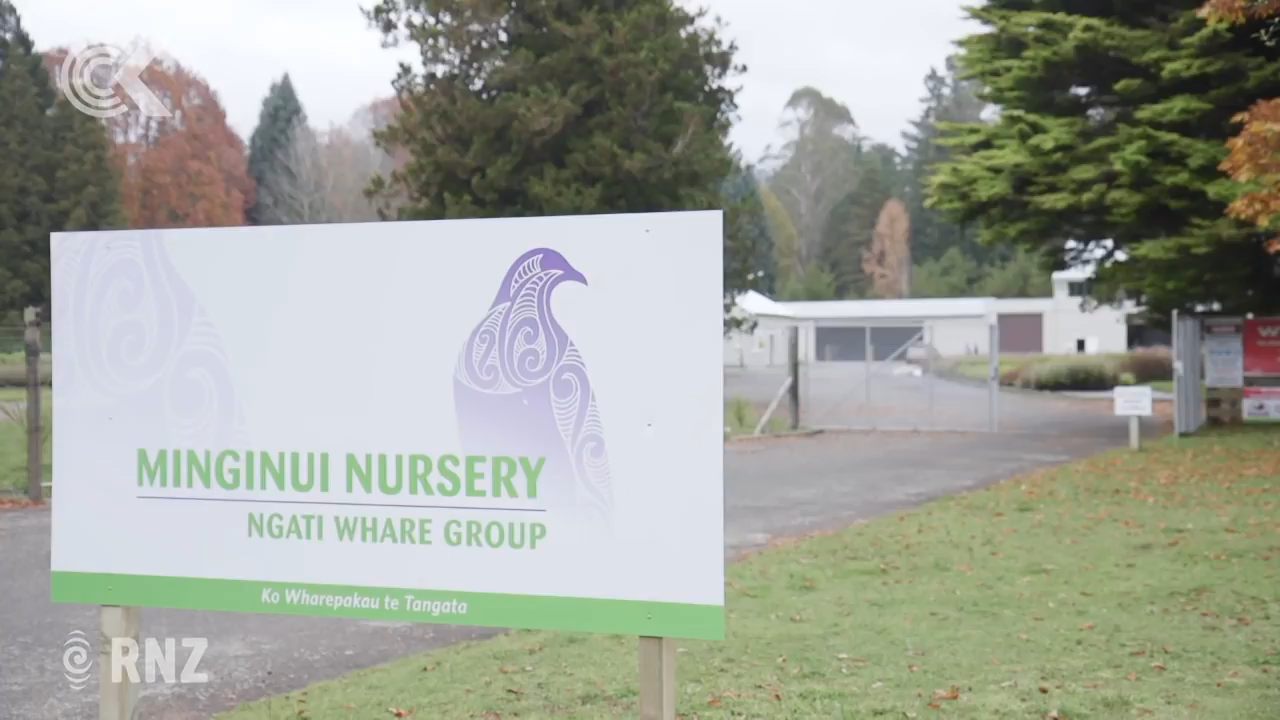 MINGINUI NURSERY
NGATI WHARE GROUP
Ko Wharepakau te Tangata
RNZ